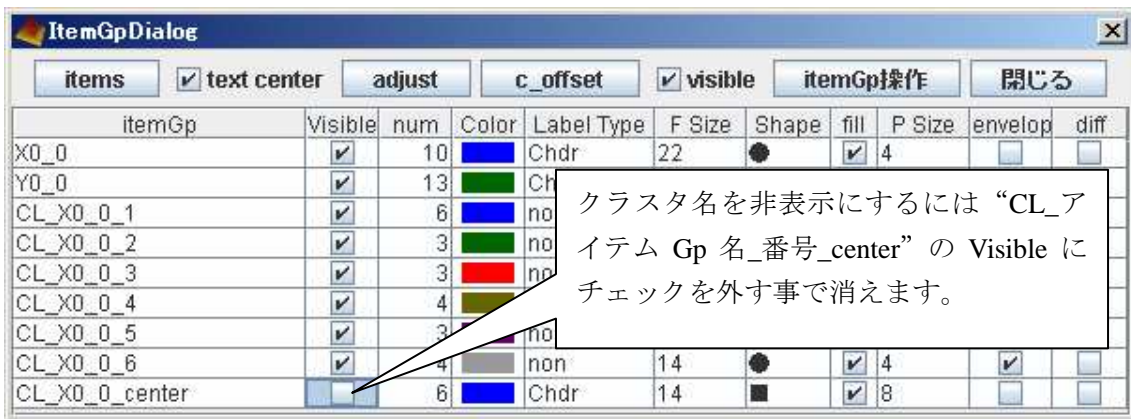 ItemGpDialog
items text center adjust c_offset visible itemGp操作 閉じる
itemGp Visible num Color Label Type F Size Shape fill P Size envelop diff
X0_0 10 Chdr 22 4
Y0_0 13 Ch
CL_X0_0_1 6 no
CL_X0_0_2 3 no
CL_X0_0_3 3 no
CL_X0_0_4 4
CL_X0_0_5 3 no
CL_X0_0_6 4 non 14 4
CL_X0_0_center 6 Chdr 14 8
クラスタ名を非表示にするには“CL_ア
イテム Gp 名_番号_center”の Visible に
チェックを外す事で消えます。